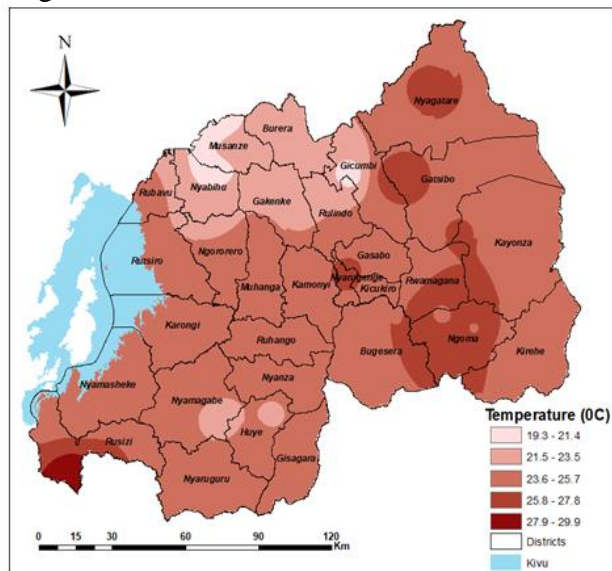 N
Nyagatare
Burera
Musanze
Gicumbi
Gatsibo
Rubavu
Nyabihu
Gakenke
Rulindo
Kayonza
Rutsiro
Ngororero
Gasabo
Muhanga
Kamonyi
Nyarugenge
Kicukiro
Rwamagana
Karongi
Ruhango
Bugesera
Ngoma
Kirehe
Nyamasheke
Nyanza
Nyamagabe
Huye
Rusizi
Gisagara
Nyaruguru
Temperature (0C)
19.3 - 21.4
21.5 - 23.5
23.6 - 25.7
25.8 - 27.8
27.9 - 29.9
Districts
Kivu
0 15 30 60 90 120
Km